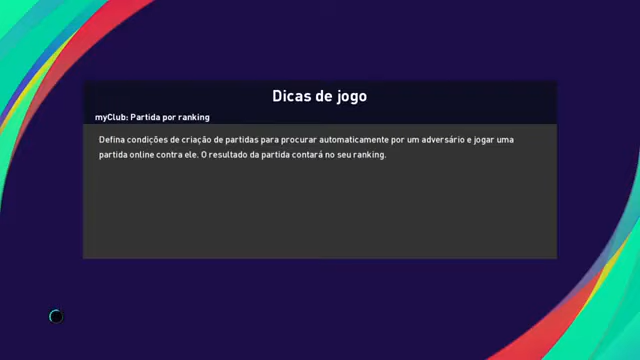 Dicas de jogo
myClub: Partida por ranking
Defina condições de criação de partidas para procurar automaticamente por um adversário e jogar uma
partida online contra ele. O resultado da partida contará no seu ranking.